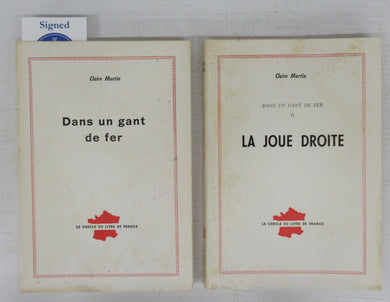 Signed
Claire Martin
Dans un gant
de fer
LE CERCLE DU LIVRE DE FRANCE
Claire Martin
DANS UN GANT DE FER
II
LA JOUE DROITE
LE CERCLE DU LIVRE DE FRANCE